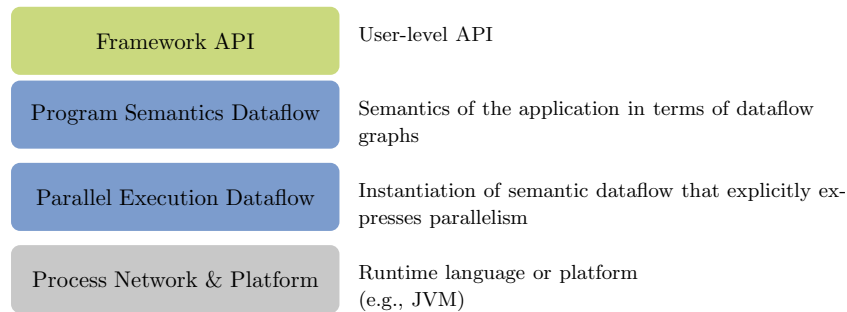 Framework API
User-level API
Program Semantics Dataflow
Semantics of the application in terms of dataflow
graphs
Parallel Execution Dataflow
Instantiation of semantic dataflow that explicitly ex-
presses parallelism
Process Network & Platform
Runtime language or platform
(e.g., JVM)